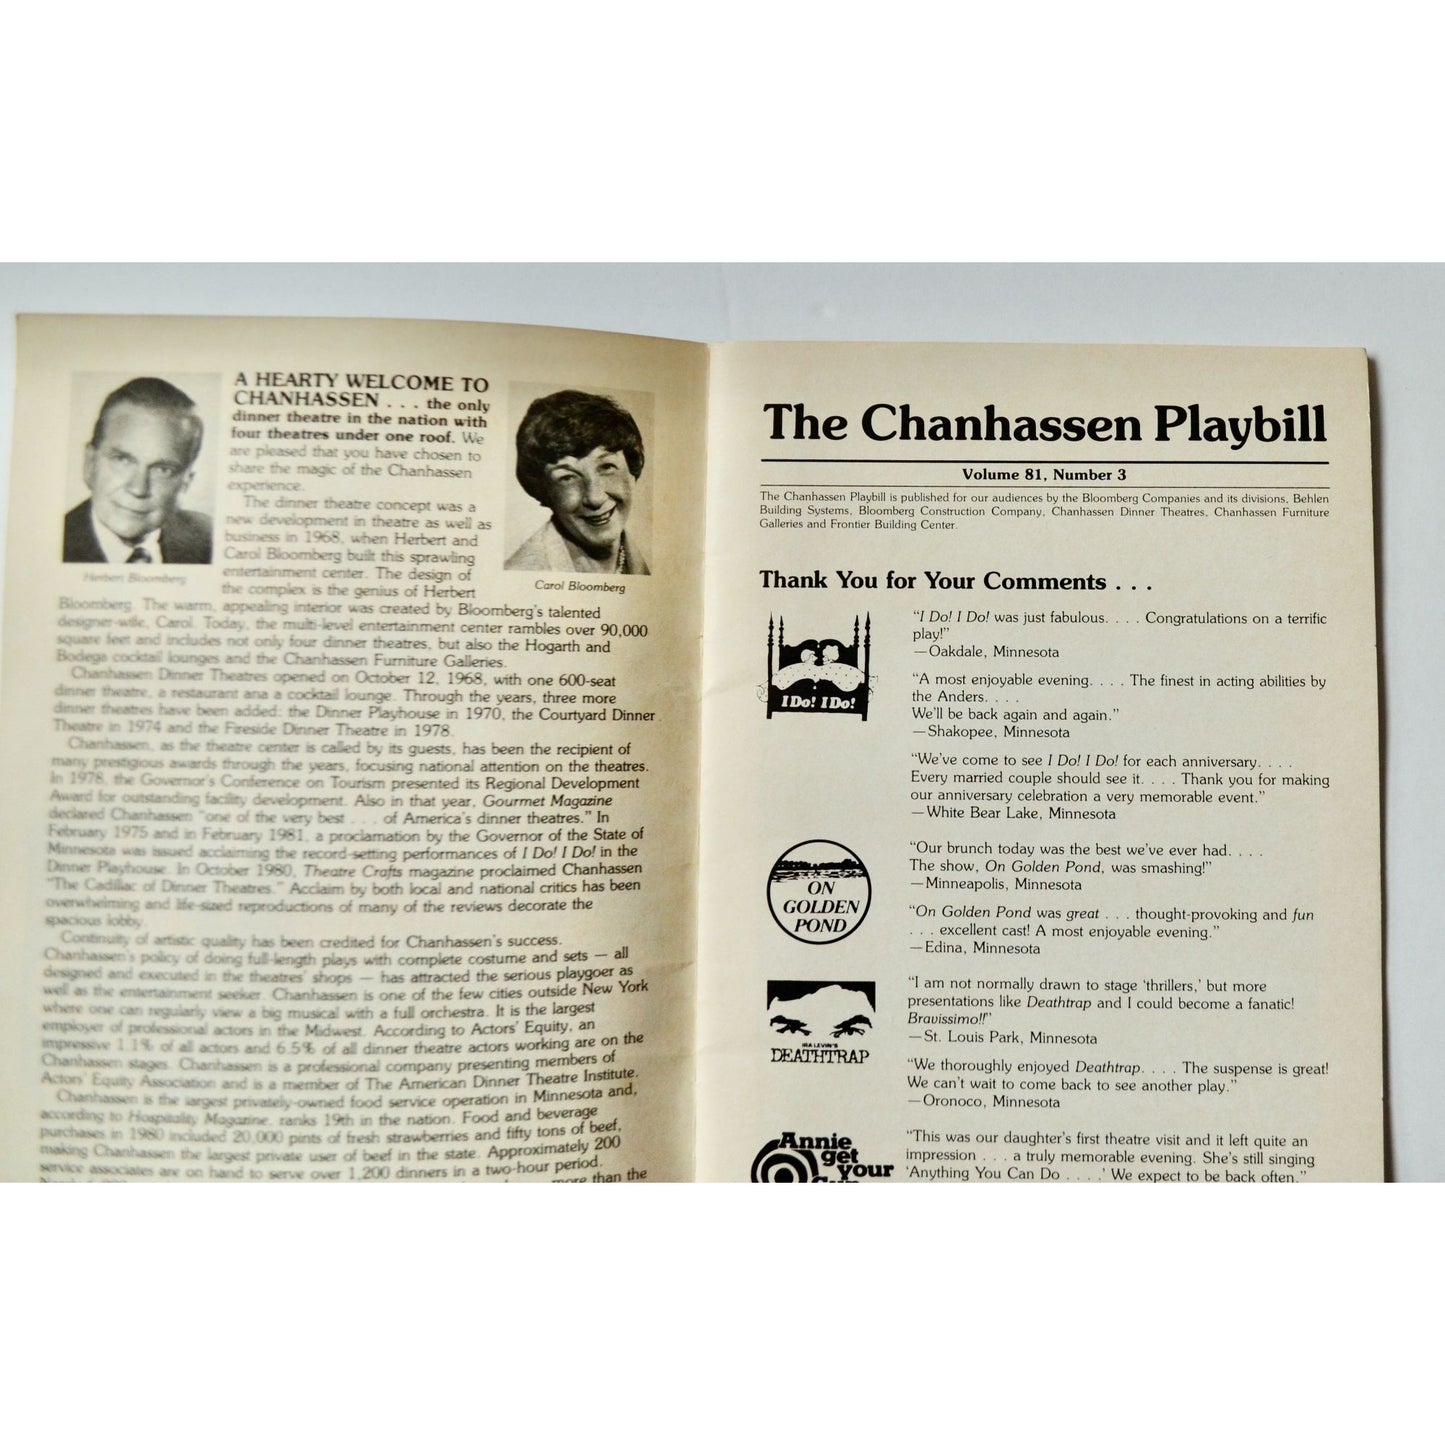 A HEARTY WELCOME TO
CHANHASSEN . . . the only
dinner theatre in the nation with
four theatres under one roof. We
are pleased that you have chosen to
share the magic of the Chanhassen
experience.
The dinner theatre concept was a
new development in theatre as well as
business in 1968, when Herbert and
Carol Bloomberg built this sprawling
entertainment center. The design of
the complex is the genius of Herbert
Herbert Bloomberg
Carol Bloomberg
Bloomberg. The warm, appealing interior was created by Bloomberg's talented
designer-wife, Carol. Today, the multi-level entertainment center rambles over 90,000
square feet and includes not only four dinner theatres, but also the Hogarth and
Bodega cocktail lounges and the Chanhassen Furniture Galleries.
Chanhassen Dinner Theatres opened on October 12, 1968, with one 600-seat
dinner theatre, a restaurant and a cocktail lounge. Through the years, three more
dinner theatres have been added: the Dinner Playhouse in 1970, the Courtyard Dinner
Theatre in 1974 and the Fireside Dinner Theatre in 1978.
Chanhassen, as the theatre center is called by its guests, has been the recipient of
many prestigious awards through the years, focusing national attention on the theatres.
In 1978, the Governor's Conference on Tourism presented its Regional Development
Award for outstanding facility development. Also in that year, Gourmet Magazine
declared Chanhassen "one of the very best . . . of America's dinner theatres." In
February 1975 and in February 1981, a proclamation by the Governor of the State of
Minnesota was issued acclaiming the record-setting performances of I Do! I Do! in the
Dinner Playhouse. In October 1980, Theatre Crafts magazine proclaimed Chanhassen
"The Cadillac of Dinner Theatres." Acclaim by both local and national critics has been
overwhelming and life-sized reproductions of many of the reviews decorate the
spacious lobby.
Continuity of artistic quality has been credited for Chanhassen's success.
Chanhassen's policy of doing full-length plays with complete costume and sets — all
designed and executed in the theatres' shops — has attracted the serious playgoer as
well as the entertainment seeker. Chanhassen is one of the few cities outside New York
where one can regularly view a big musical with a full orchestra. It is the largest
employer of professional actors in the Midwest. According to Actors' Equity, an
impressive 1.1% of all actors and 6.5% of all dinner theatre actors working are on the
Chanhassen stages. Chanhassen is a professional company presenting members of
Actors' Equity Association and is a member of The American Dinner Theatre Institute.
Chanhassen is the largest privately-owned food service operation in Minnesota and,
according to Hospitality Magazine, ranks 19th in the nation. Food and beverage
purchases in 1980 included 20,000 pints of fresh strawberries and fifty tons of beef,
making Chanhassen the largest private user of beef in the state. Approximately 200
service associates are on hand to serve over 1,200 dinners in a two-hour period.
more than the
The Chanhassen Playbill
Volume 81, Number 3
The Chanhassen Playbill is published for our audiences by the Bloomberg Companies and its divisions, Behlen
Building Systems, Bloomberg Construction Company, Chanhassen Dinner Theatres, Chanhassen Furniture
Galleries and Frontier Building Center.
Thank You for Your Comments . . .
I Do! I Do!
"I Do! I Do! was just fabulous. . . . Congratulations on a terrific
play!"
—Oakdale, Minnesota
"A most enjoyable evening. . . . The finest in acting abilities by
the Anders. . . .
We'll be back again and again."
—Shakopee, Minnesota
"We've come to see I Do! I Do! for each anniversary. . . .
Every married couple should see it. . . . Thank you for making
our anniversary celebration a very memorable event."
—White Bear Lake, Minnesota
ON
GOLDEN
POND
"Our brunch today was the best we've ever had. . . .
The show, On Golden Pond, was smashing!"
—Minneapolis, Minnesota
"On Golden Pond was great . . . thought-provoking and fun
. . . excellent cast! A most enjoyable evening."
—Edina, Minnesota
IRA LEVIN'S
DEATHTRAP
"I am not normally drawn to stage 'thrillers,' but more
presentations like Deathtrap and I could become a fanatic!
Bravissimo!!"
—St. Louis Park, Minnesota
"We thoroughly enjoyed Deathtrap. . . . The suspense is great!
We can't wait to come back to see another play."
—Oronoco, Minnesota
Annie
get
your
Gun
"This was our daughter's first theatre visit and it left quite an
impression . . . a truly memorable evening. She's still singing
'Anything You Can Do . . . .' We expect to be back often."